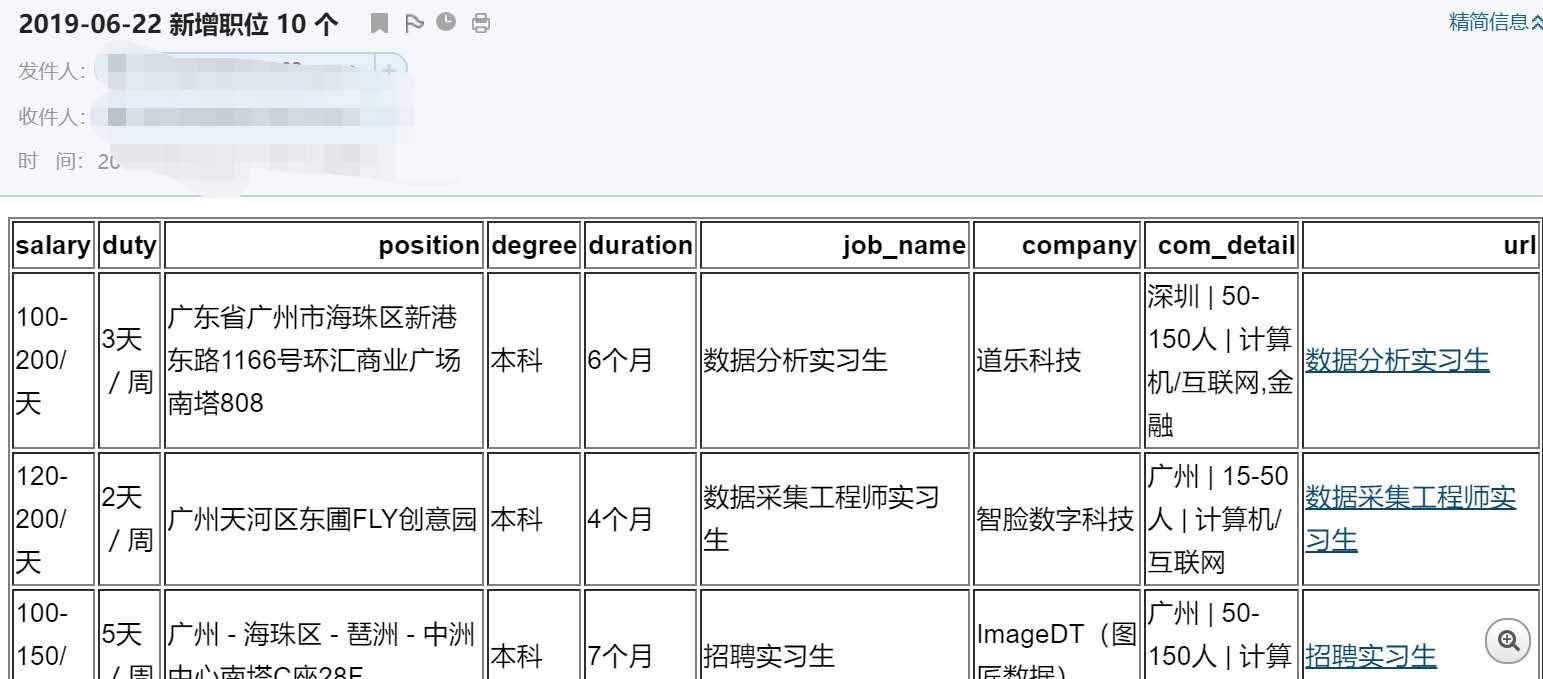 2019-06-22 新增职位 10 个
精简信息
发件人：
收件人：
时 间：20
salary duty position degree duration job_name company com_detail url
100-
200/
天
3天
/ 周
广东省广州市海珠区新港
东路1166号环汇商业广场
南塔808
本科
6个月
数据分析实习生
道乐科技
深圳 | 50-
150人 | 计算
机/互联网,金
融
数据分析实习生
120-
200/
天
2天
/ 周
广州天河区东圃FLY创意园
本科
4个月
数据采集工程师实习
生
智脸数字科技
广州 | 15-50
人 | 计算机/
互联网
数据采集工程师实
习生
100-
150/
5天
/ 周
广州 - 海珠区 - 琶洲 - 中洲
中心南塔C座28F
本科
7个月
招聘实习生
ImageDT（图
匠数据）
广州 | 50-
150人 | 计算
招聘实习生